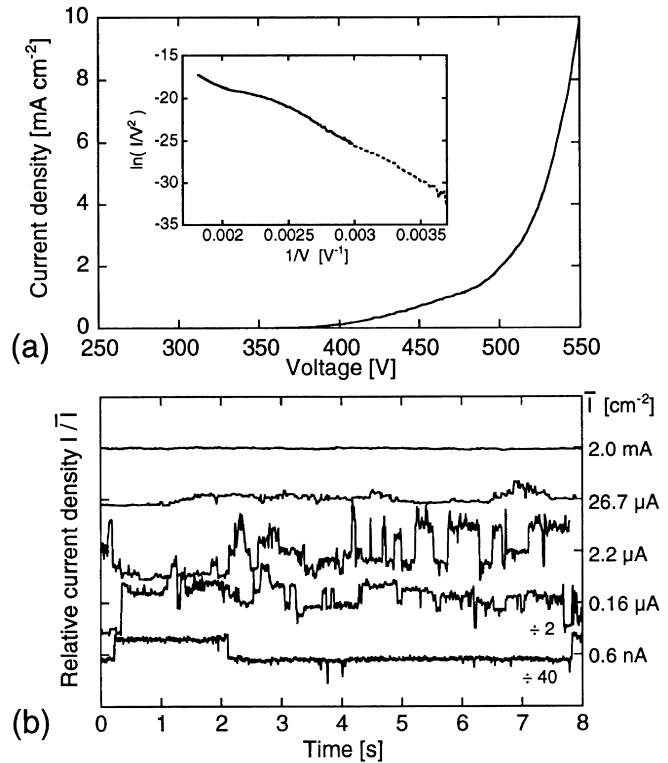 10
8
6
4
2
0
Current density [mA cm-2]
-15
-20
-25
-30
-35
ln( I/V2 )
0.002 0.0025 0.003 0.0035
1/V [V-1]
250 300 350 400 450 500 550
Voltage [V]
(a)
Relative current density I / I̅
I̅ [cm-2]
2.0 mA
26.7 µA
2.2 µA
0.16 µA
÷ 2
0.6 nA
÷ 40
0 1 2 3 4 5 6 7 8
Time [s]
(b)